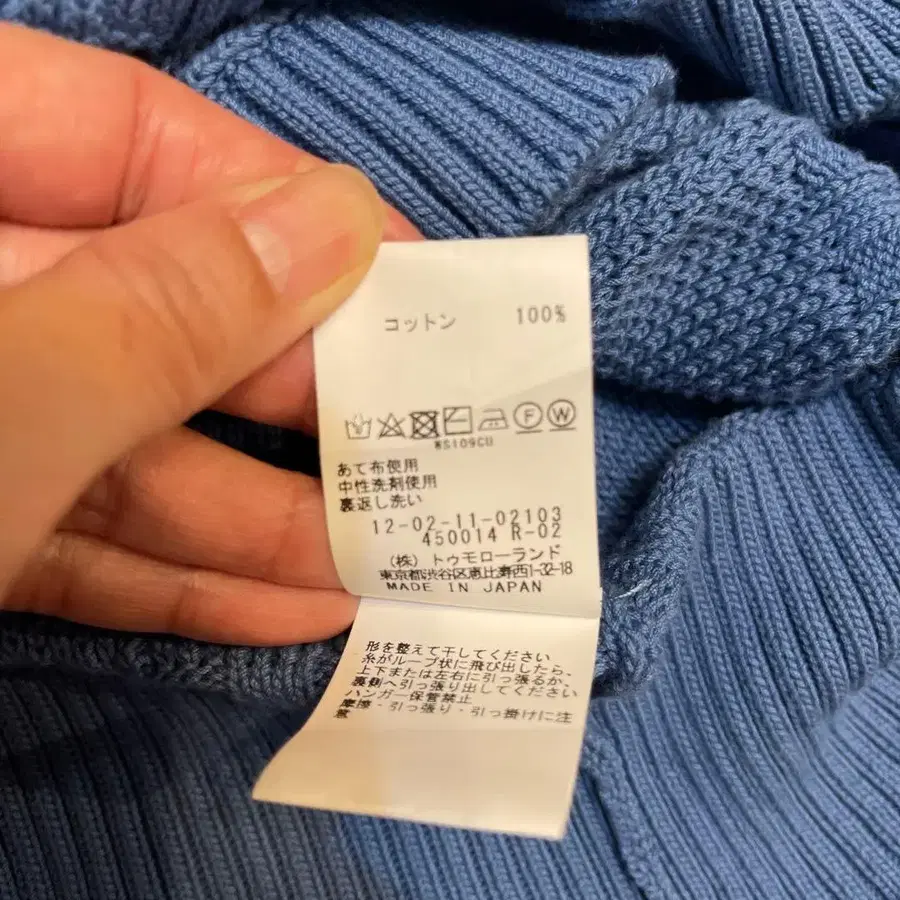 コットン 100%
F W
WS109CU
あて布使用
中性洗剤使用
裏返し洗い
12-02-11-02103
450014 R-02
(株) トゥモローランド
東京都渋谷区恵比寿西1-32-18
MADE IN JAPAN
形を整えて干してください
糸がループ状に飛び出したら、
上下または左右に引っ張るか、
裏側へ引っ張り出してください
ハンガー保管禁止
摩擦・引っ張り・引っ掛けに注
意